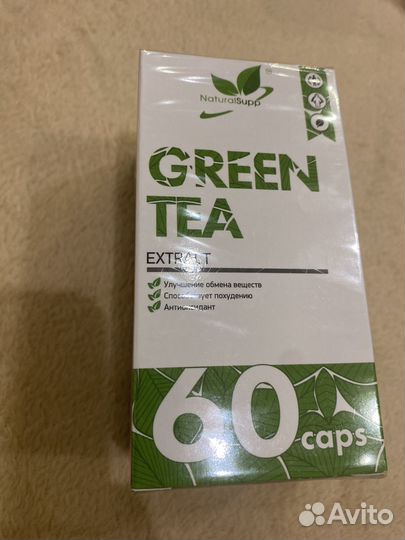 NaturalSupp
GREEN
TEA
EXTRACT
Улучшение обмена веществ
Способствует похудению
Антиоксидант
60 caps
Avito